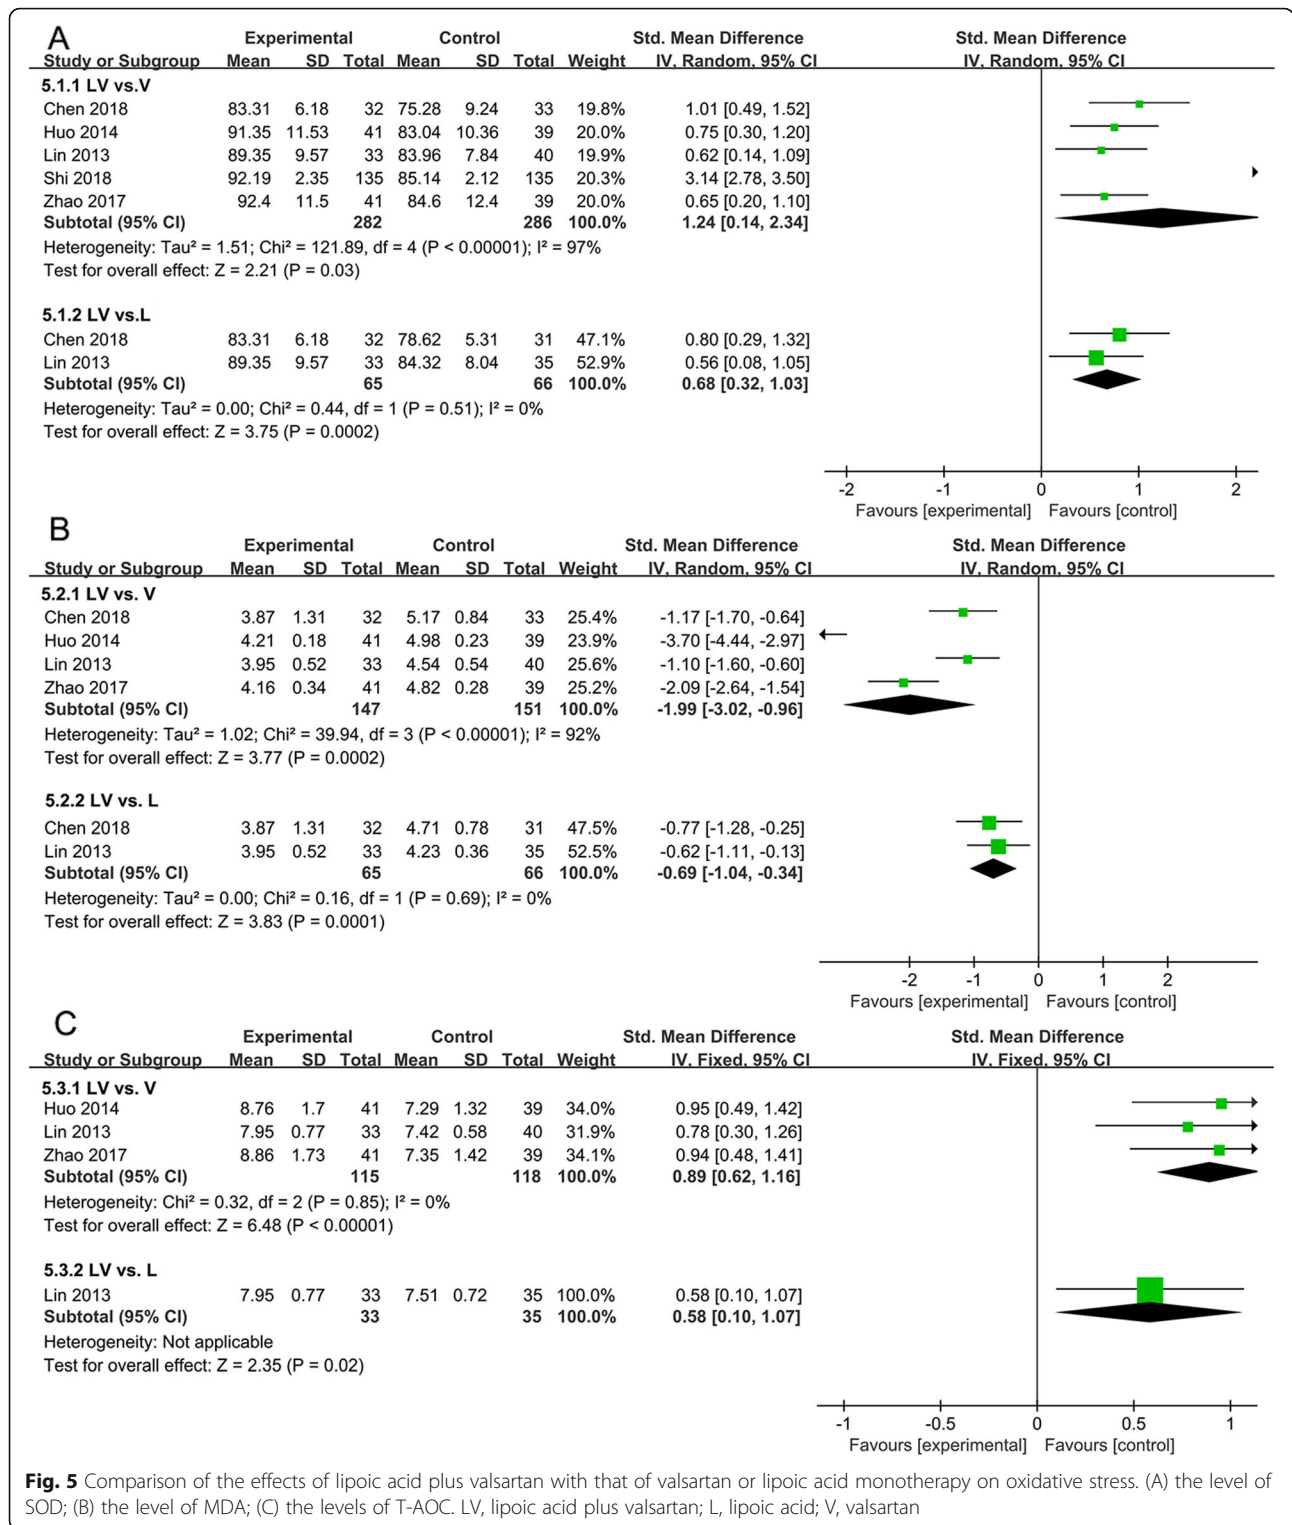 A
Experimental Control Std. Mean Difference Std. Mean Difference
Study or Subgroup Mean SD Total Mean SD Total Weight IV, Random, 95% CI IV, Random, 95% CI
5.1.1 LV vs.V
Chen 2018 83.31 6.18 32 75.28 9.24 33 19.8% 1.01 [0.49, 1.52]
Huo 2014 91.35 11.53 41 83.04 10.36 39 20.0% 0.75 [0.30, 1.20]
Lin 2013 89.35 9.57 33 83.96 7.84 40 19.9% 0.62 [0.14, 1.09]
Shi 2018 92.19 2.35 135 85.14 2.12 135 20.3% 3.14 [2.78, 3.50]
Zhao 2017 92.4 11.5 41 84.6 12.4 39 20.0% 0.65 [0.20, 1.10]
Subtotal (95% CI) 282 286 100.0% 1.24 [0.14, 2.34]
Heterogeneity: Tau² = 1.51; Chi² = 121.89, df = 4 (P < 0.00001); I² = 97%
Test for overall effect: Z = 2.21 (P = 0.03)
5.1.2 LV vs.L
Chen 2018 83.31 6.18 32 78.62 5.31 31 47.1% 0.80 [0.29, 1.32]
Lin 2013 89.35 9.57 33 84.32 8.04 35 52.9% 0.56 [0.08, 1.05]
Subtotal (95% CI) 65 66 100.0% 0.68 [0.32, 1.03]
Heterogeneity: Tau² = 0.00; Chi² = 0.44, df = 1 (P = 0.51); I² = 0%
Test for overall effect: Z = 3.75 (P = 0.0002)
-2 -1 0 1 2
Favours [experimental] Favours [control]
B
Experimental Control Std. Mean Difference Std. Mean Difference
Study or Subgroup Mean SD Total Mean SD Total Weight IV, Random, 95% CI IV, Random, 95% CI
5.2.1 LV vs. V
Chen 2018 3.87 1.31 32 5.17 0.84 33 25.4% -1.17 [-1.70, -0.64]
Huo 2014 4.21 0.18 41 4.98 0.23 39 23.9% -3.70 [-4.44, -2.97]
Lin 2013 3.95 0.52 33 4.54 0.54 40 25.6% -1.10 [-1.60, -0.60]
Zhao 2017 4.16 0.34 41 4.82 0.28 39 25.2% -2.09 [-2.64, -1.54]
Subtotal (95% CI) 147 151 100.0% -1.99 [-3.02, -0.96]
Heterogeneity: Tau² = 1.02; Chi² = 39.94, df = 3 (P < 0.00001); I² = 92%
Test for overall effect: Z = 3.77 (P = 0.0002)
5.2.2 LV vs. L
Chen 2018 3.87 1.31 32 4.71 0.78 31 47.5% -0.77 [-1.28, -0.25]
Lin 2013 3.95 0.52 33 4.23 0.36 35 52.5% -0.62 [-1.11, -0.13]
Subtotal (95% CI) 65 66 100.0% -0.69 [-1.04, -0.34]
Heterogeneity: Tau² = 0.00; Chi² = 0.16, df = 1 (P = 0.69); I² = 0%
Test for overall effect: Z = 3.83 (P = 0.0001)
-2 -1 0 1 2
Favours [experimental] Favours [control]
C
Experimental Control Std. Mean Difference Std. Mean Difference
Study or Subgroup Mean SD Total Mean SD Total Weight IV, Fixed, 95% CI IV, Fixed, 95% CI
5.3.1 LV vs. V
Huo 2014 8.76 1.7 41 7.29 1.32 39 34.0% 0.95 [0.49, 1.42]
Lin 2013 7.95 0.77 33 7.42 0.58 40 31.9% 0.78 [0.30, 1.26]
Zhao 2017 8.86 1.73 41 7.35 1.42 39 34.1% 0.94 [0.48, 1.41]
Subtotal (95% CI) 115 118 100.0% 0.89 [0.62, 1.16]
Heterogeneity: Chi² = 0.32, df = 2 (P = 0.85); I² = 0%
Test for overall effect: Z = 6.48 (P < 0.00001)
5.3.2 LV vs. L
Lin 2013 7.95 0.77 33 7.51 0.72 35 100.0% 0.58 [0.10, 1.07]
Subtotal (95% CI) 33 35 100.0% 0.58 [0.10, 1.07]
Heterogeneity: Not applicable
Test for overall effect: Z = 2.35 (P = 0.02)
-1 -0.5 0 0.5 1
Favours [experimental] Favours [control]
Fig. 5 Comparison of the effects of lipoic acid plus valsartan with that of valsartan or lipoic acid monotherapy on oxidative stress. (A) the level of
SOD; (B) the level of MDA; (C) the levels of T-AOC. LV, lipoic acid plus valsartan; L, lipoic acid; V, valsartan